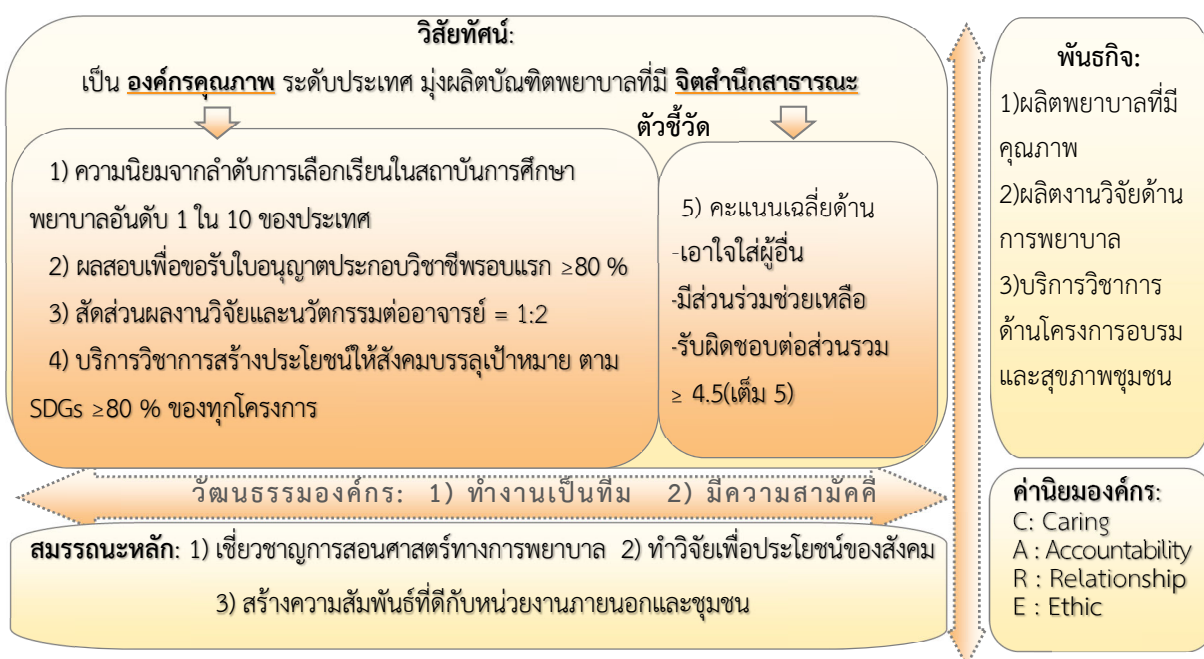 วิสัยทัศน์:
เป็น องค์กรคุณภาพ ระดับประเทศ มุ่งผลิตบัณฑิตพยาบาลที่มี จิตสำนึกสาธารณะ
ตัวชี้วัด
1) ความนิยมจากลำดับการเลือกเรียนในสถาบันการศึกษา
พยาบาลอันดับ 1 ใน 10 ของประเทศ
2) ผลสอบเพื่อขอรับใบอนุญาตประกอบวิชาชีพรอบแรก ≥80 %
3) สัดส่วนผลงานวิจัยและนวัตกรรมต่ออาจารย์ = 1:2
4) บริการวิชาการสร้างประโยชน์ให้สังคมบรรลุเป้าหมาย ตาม
SDGs ≥80 % ของทุกโครงการ
5) คะแนนเฉลี่ยด้าน
-เอาใจใส่ผู้อื่น
-มีส่วนร่วมช่วยเหลือ
-รับผิดชอบต่อส่วนรวม
≥ 4.5(เต็ม 5)
วัฒนธรรมองค์กร: 1) ทำงานเป็นทีม 2) มีความสามัคคี
สมรรถนะหลัก: 1) เชี่ยวชาญการสอนศาสตร์ทางการพยาบาล 2) ทำวิจัยเพื่อประโยชน์ของสังคม
3) สร้างความสัมพันธ์ที่ดีกับหน่วยงานภายนอกและชุมชน
พันธกิจ:
1)ผลิตพยาบาลที่มี
คุณภาพ
2)ผลิตงานวิจัยด้าน
การพยาบาล
3)บริการวิชาการ
ด้านโครงการอบรม
และสุขภาพชุมชน
ค่านิยมองค์กร:
C: Caring
A : Accountability
R : Relationship
E : Ethic